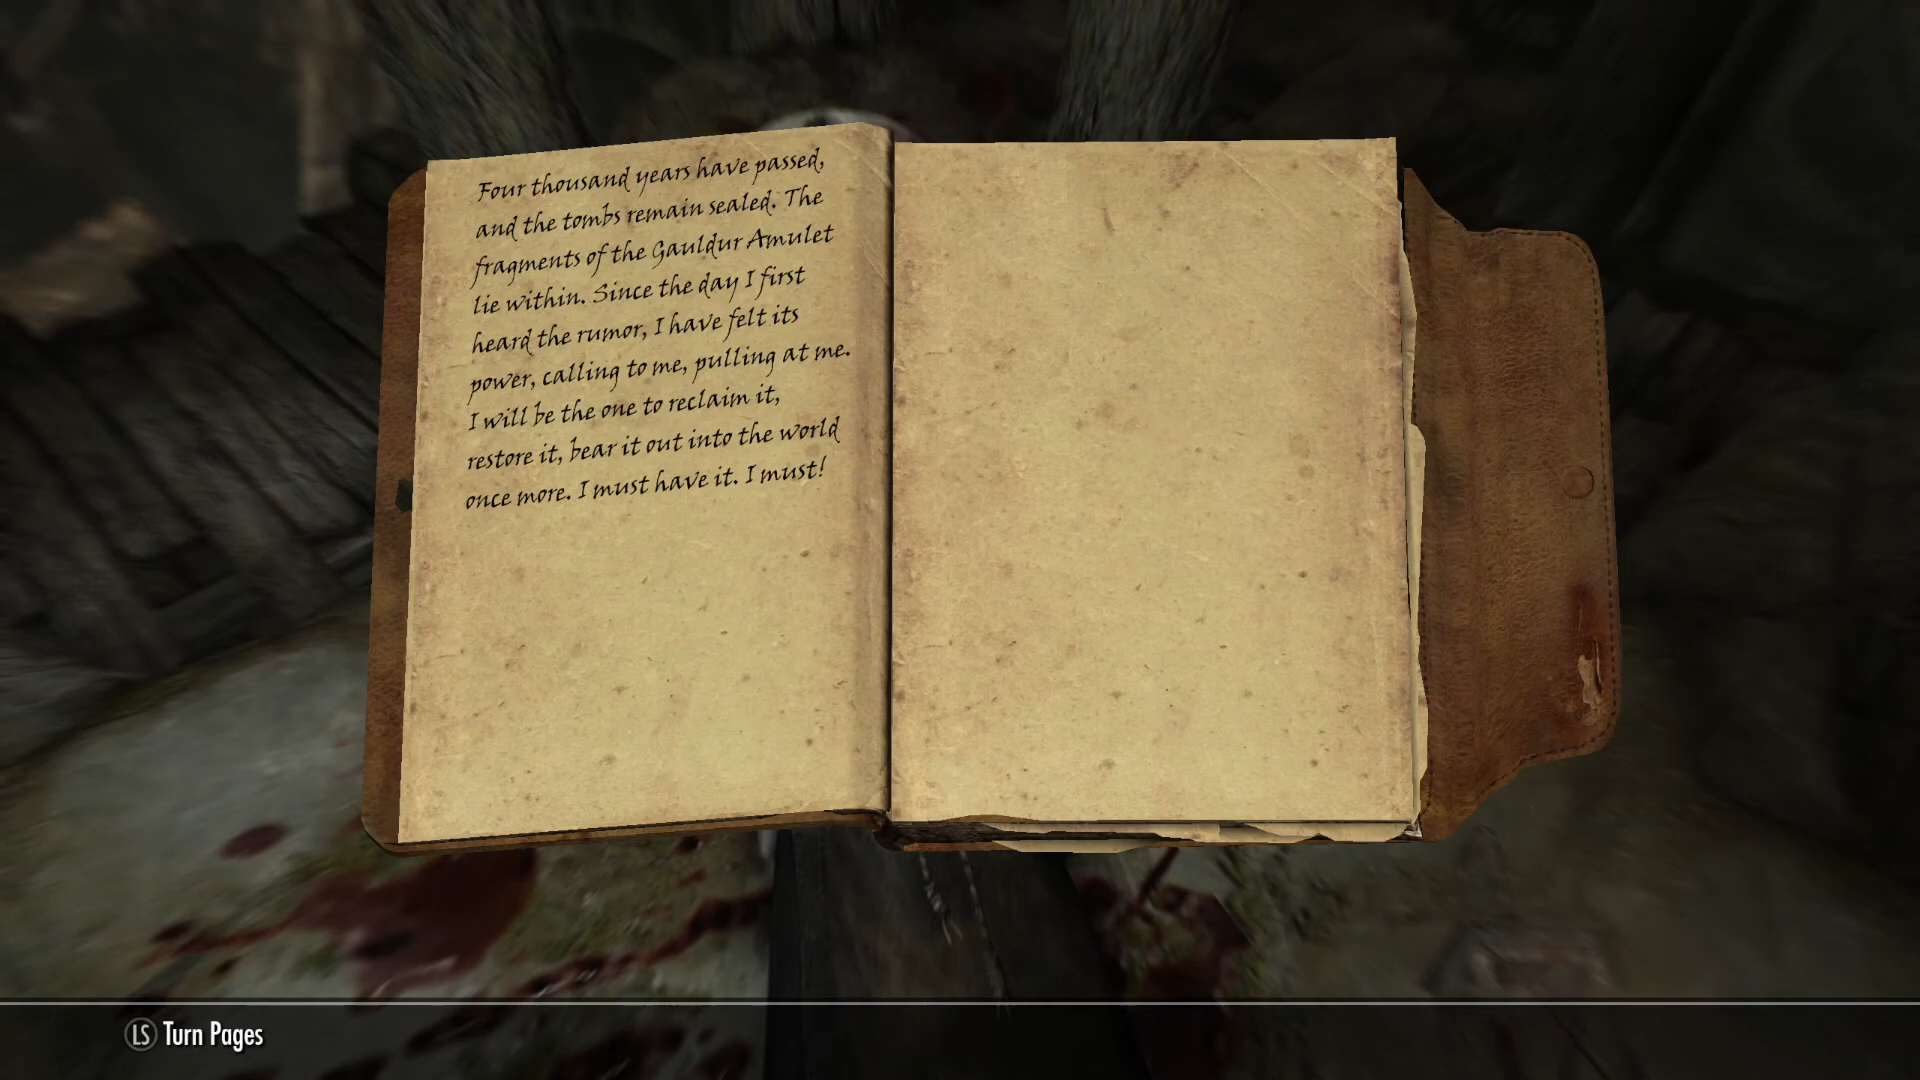 Four thousand years have passed,
and the tombs remain sealed. The
fragments of the Gauldur Amulet
lie within. Since the day I first
heard the rumor, I have felt its
power, calling to me, pulling at me.
I will be the one to reclaim it,
restore it, bear it out into the world
once more. I must have it. I must!
LS Turn Pages